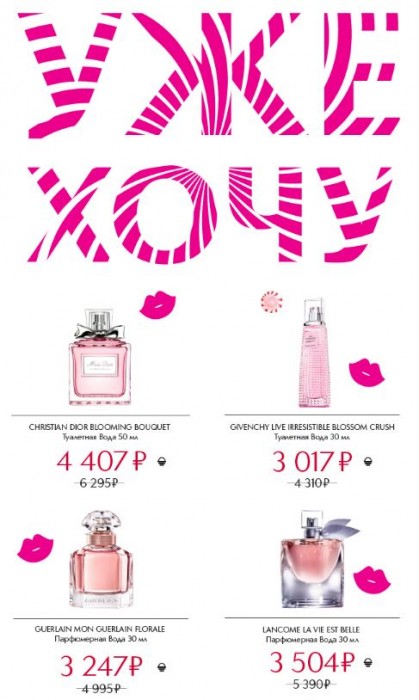 УЖЕ
ХОЧУ
Miss Dior
CHRISTIAN DIOR BLOOMING BOUQUET
Туалетная Вода 50 мл
4 407 ₽
6 295 ₽
GIVENCHY LIVE IRRESISTIBLE BLOSSOM CRUSH
Туалетная Вода 30 мл
3 017 ₽
4 310 ₽
GUERLAIN MON GUERLAIN FLORALE
Парфюмерная Вода 30 мл
3 247 ₽
4 995 ₽
LANCOME LA VIE EST BELLE
Парфюмерная Вода 30 мл
3 504 ₽
5 390 ₽